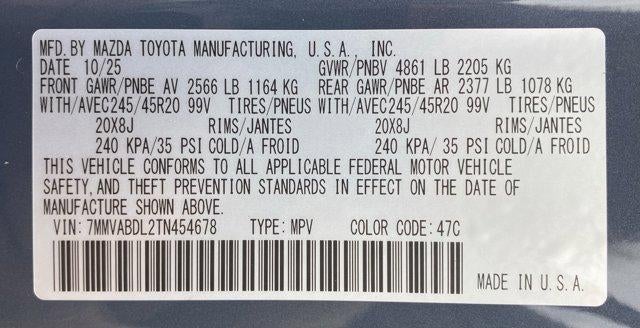 MFD. BY MAZDA TOYOTA MANUFACTURING, U.S.A., INC.
DATE 10/25 GVWR/PNBV 4861 LB 2205 KG
FRONT GAWR/PNBE AV 2566 LB 1164 KG REAR GAWR/PNBE AR 2377 LB 1078 KG
WITH/AVEC 245/45R20 99V TIRES/PNEUS WITH/AVEC 245/45R20 99V TIRES/PNEUS
20X8J RIMS/JANTES 20X8J RIMS/JANTES
240 KPA/35 PSI COLD/A FROID 240 KPA/35 PSI COLD/A FROID
THIS VEHICLE CONFORMS TO ALL APPLICABLE FEDERAL MOTOR VEHICLE
SAFETY, AND THEFT PREVENTION STANDARDS IN EFFECT ON THE DATE OF
MANUFACTURE SHOWN ABOVE.
VIN: 7MMVABDL2TN454678 TYPE: MPV COLOR CODE: 47C
MADE IN U.S.A.